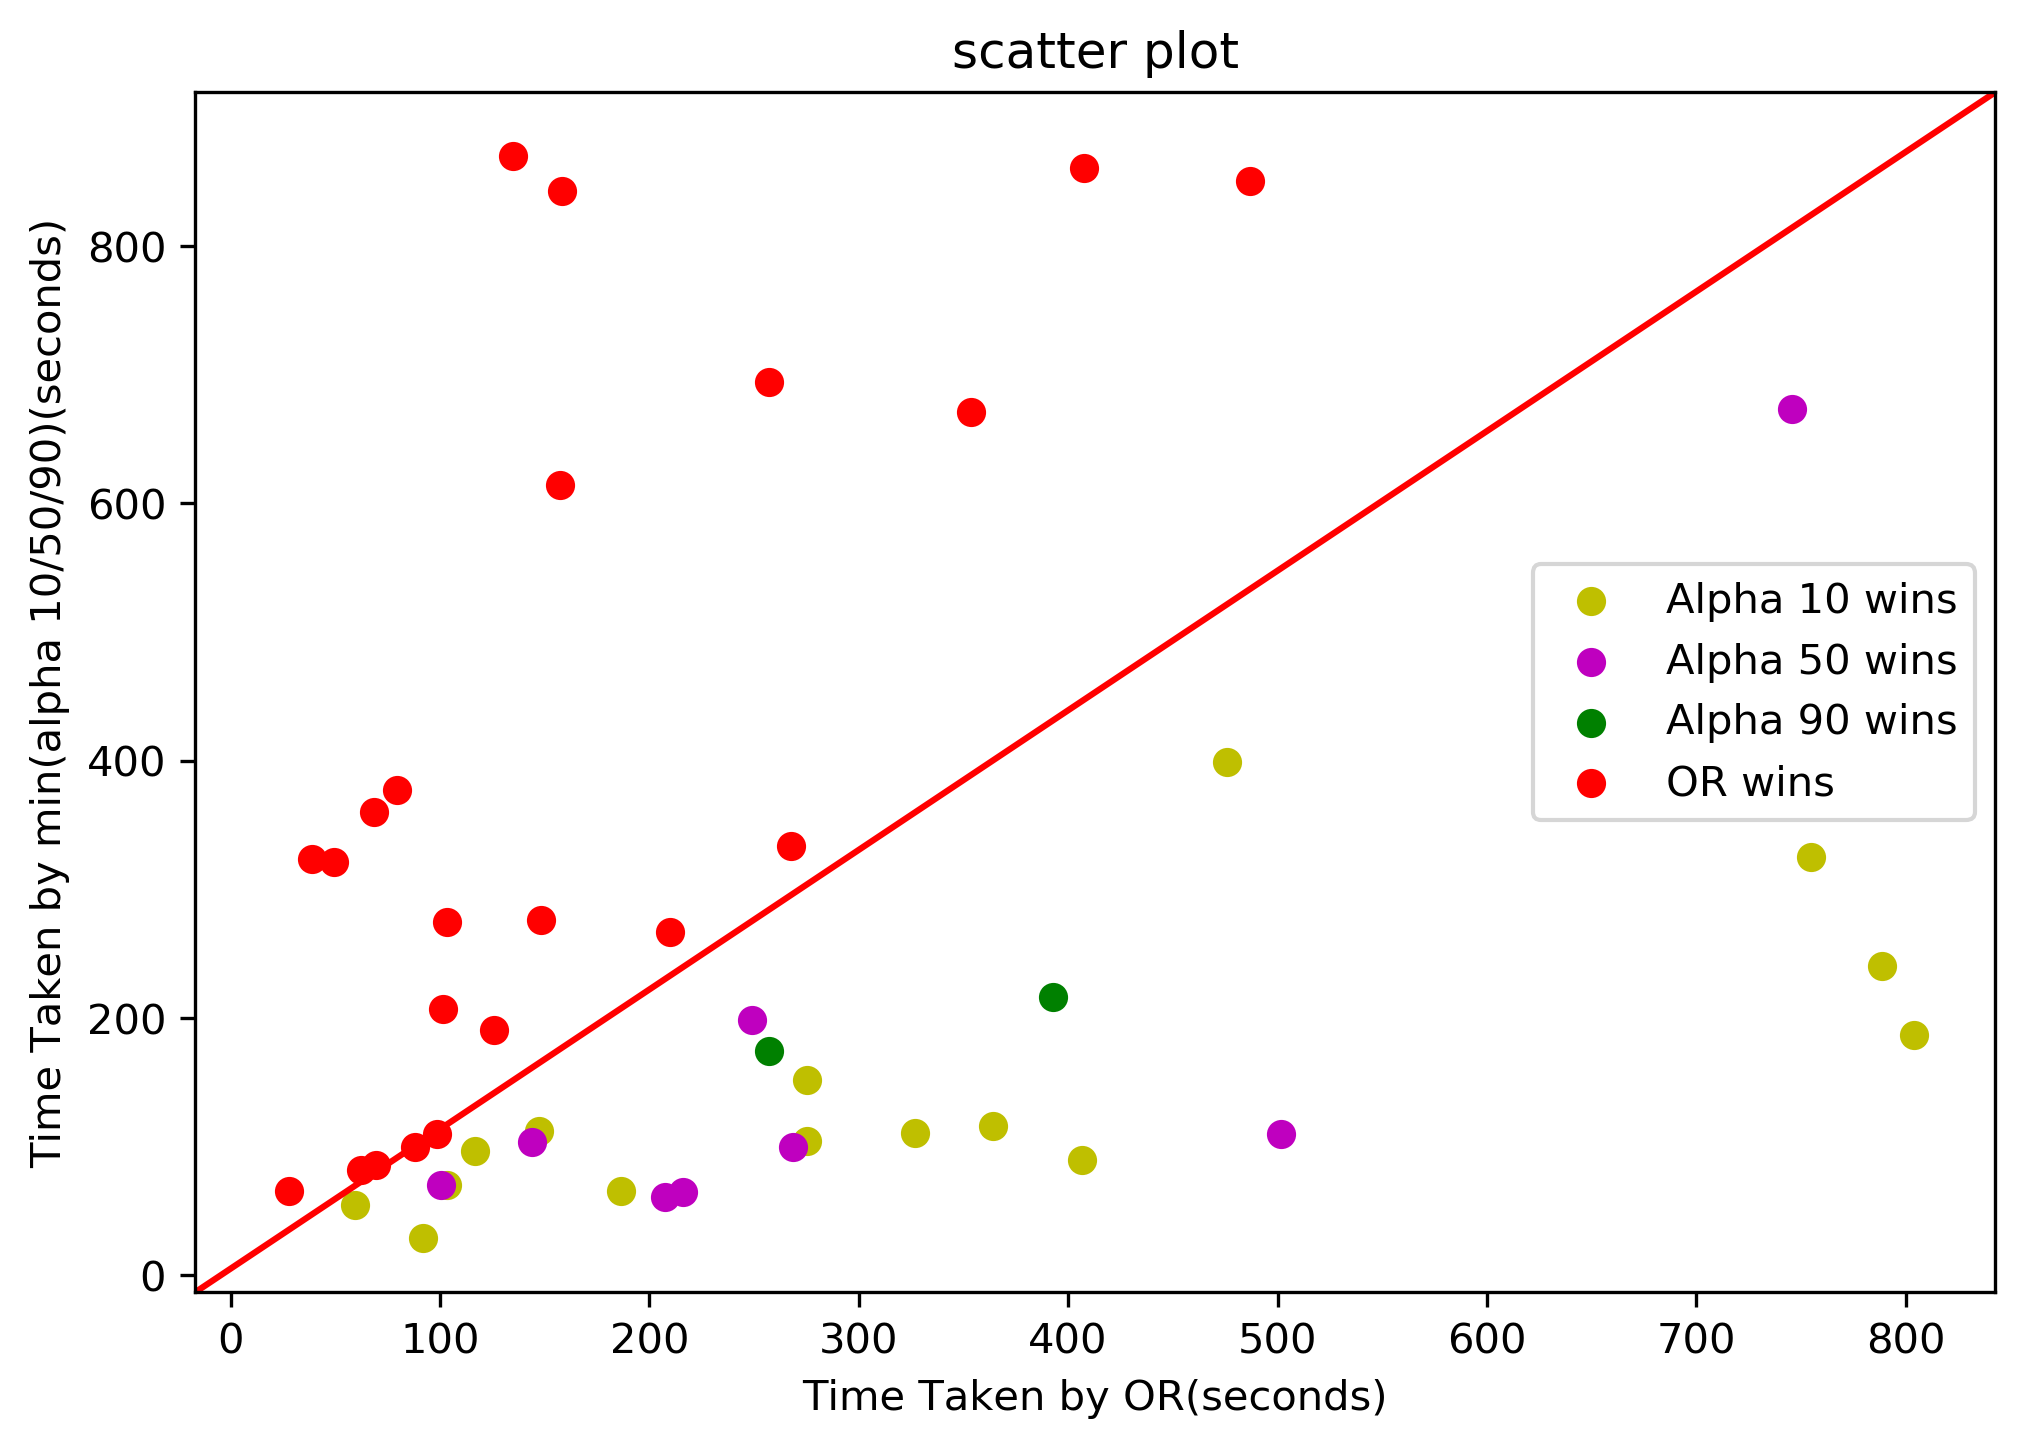 scatter plot
Time Taken by min(alpha 10/50/90)(seconds)
800
600
400
200
0
Alpha 10 wins
Alpha 50 wins
Alpha 90 wins
OR wins
0 100 200 300 400 500 600 700 800
Time Taken by OR(seconds)